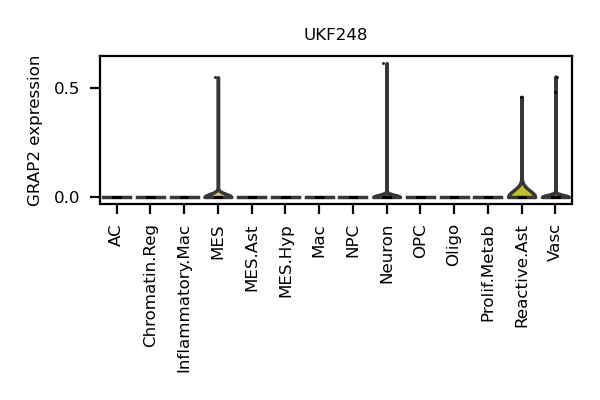 UKF248
GRAP2 expression
0.5
0.0
AC
Chromatin.Reg
Inflammatory.Mac
MES
MES.Ast
MES.Hyp
Mac
NPC
Neuron
OPC
Oligo
Prolif.Metab
Reactive.Ast
Vasc